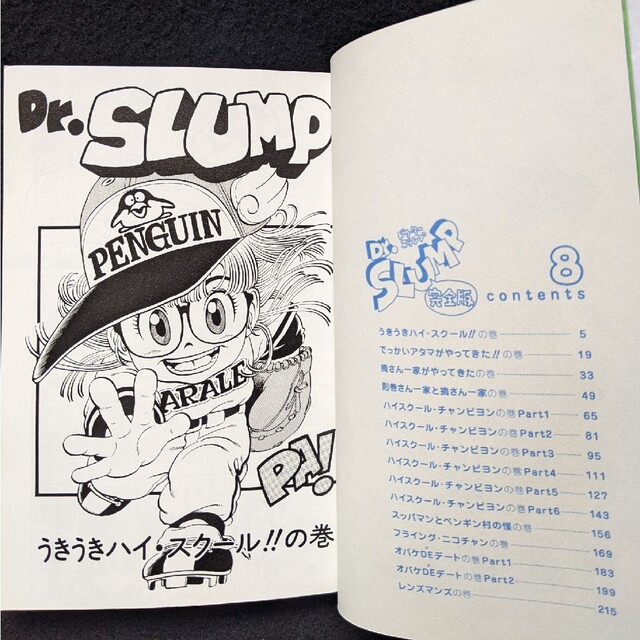 Dr. SLUMP
PENGUIN
ARALE
PA!
うきうきハイ・スクール!!の巻
Dr. SLUMP
完全版
8
contents
うきうきハイ・スクール!!の巻 5
でっかいアタマがやってきた!!の巻 19
摘さん一家がやってきたの巻 33
則巻さん一家と摘さん一家の巻 49
ハイスクール・チャンピヨンの巻Part1 65
ハイスクール・チャンピヨンの巻Part2 81
ハイスクール・チャンピヨンの巻Part3 95
ハイスクール・チャンピヨンの巻Part4 111
ハイスクール・チャンピヨンの巻Part5 127
ハイスクール・チャンピヨンの巻Part6 143
スッパマンとペンギン村の怪の巻 156
フライング・ニコチャンの巻 169
オバケDEデートの巻Part1 183
オバケDEデートの巻Part2 199
レンズマンズの巻 215